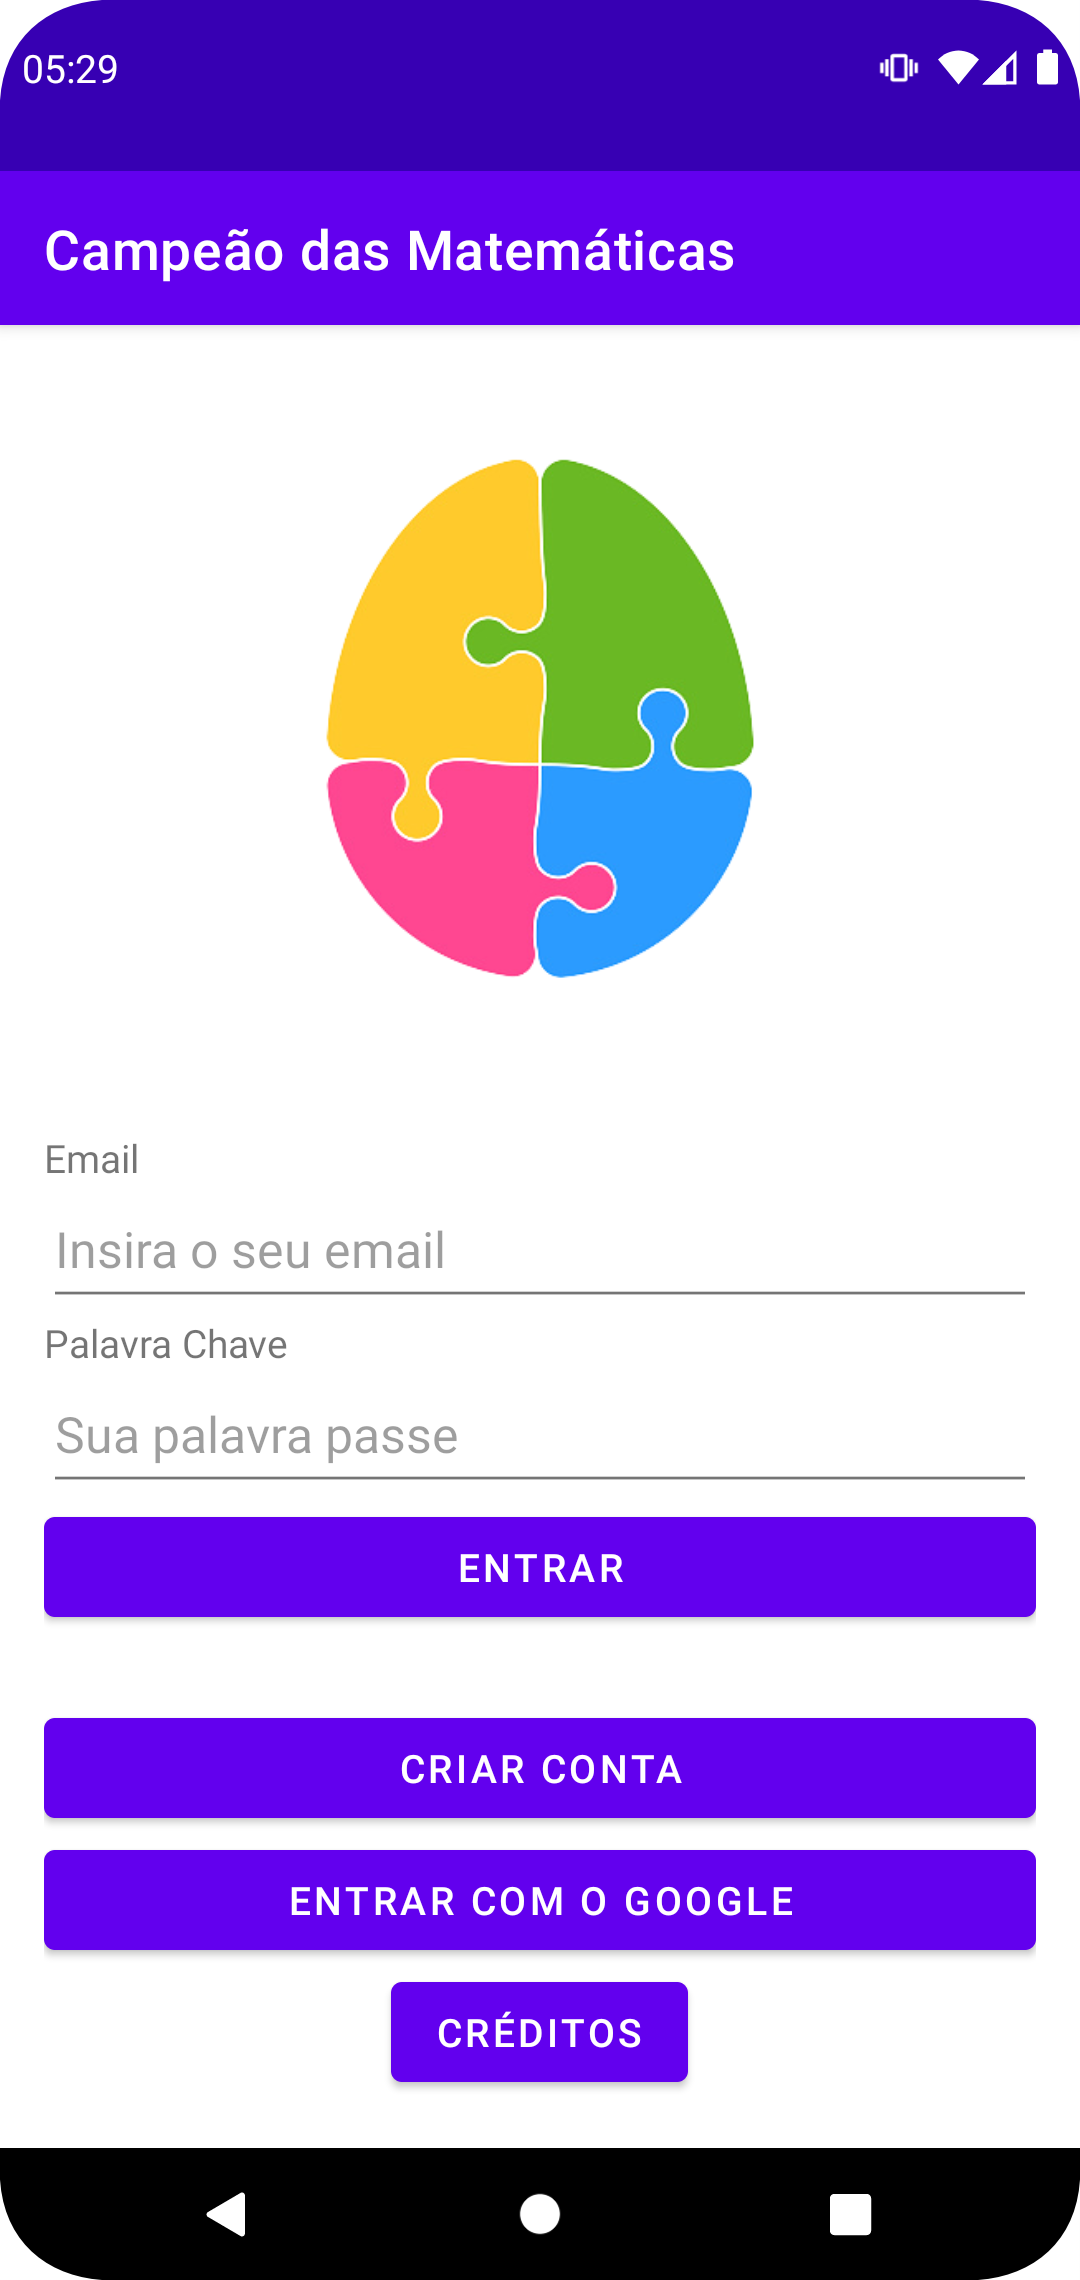 05:29
Campeão das Matemáticas
Email
Insira o seu email
Palavra Chave
Sua palavra passe
ENTRAR
CRIAR CONTA
ENTRAR COM O GOOGLE
CRÉDITOS